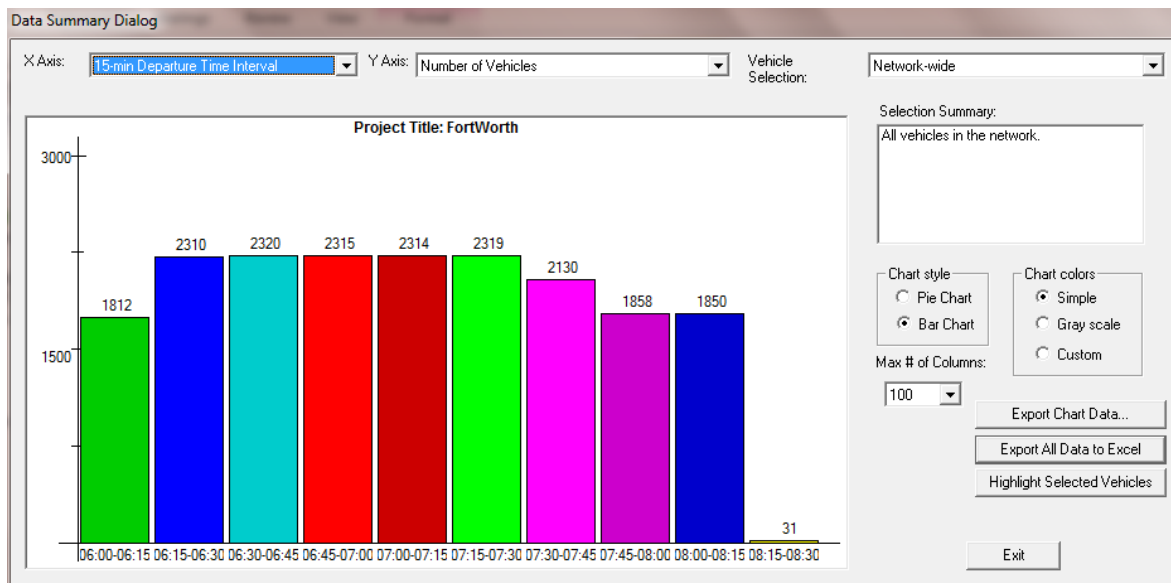 Data Summary Dialog
X Axis: 15-min Departure Time Interval Y Axis: Number of Vehicles Vehicle Selection: Network-wide
Project Title: FortWorth
3000
1500
1812
2310
2320
2315
2314
2319
2130
1858
1850
31
06:00-06:15 06:15-06:30 06:30-06:45 06:45-07:00 07:00-07:15 07:15-07:30 07:30-07:45 07:45-08:00 08:00-08:15 08:15-08:30
Selection Summary:
All vehicles in the network.
Chart style
Pie Chart
Bar Chart
Chart colors
Simple
Gray scale
Custom
Max # of Columns:
100
Export Chart Data...
Export All Data to Excel
Highlight Selected Vehicles
Exit